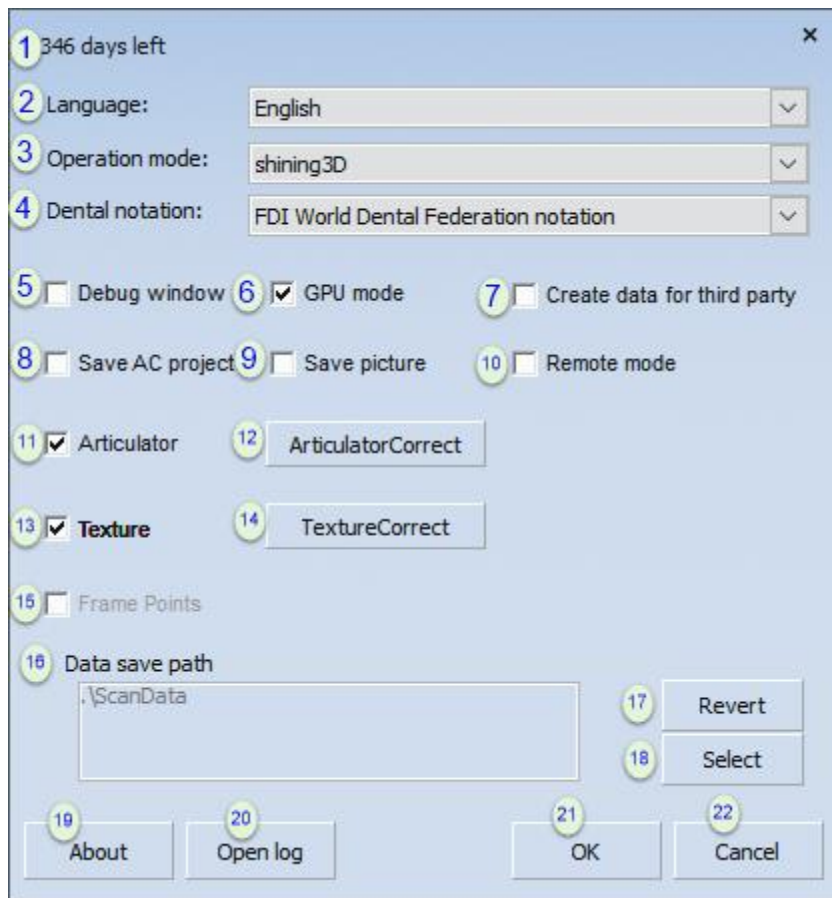 1 346 days left
2 Language: English
3 Operation mode: shining3D
4 Dental notation: FDI World Dental Federation notation
5 Debug window 6 GPU mode 7 Create data for third party
8 Save AC project 9 Save picture 10 Remote mode
11 Articulator 12 ArticulatorCorrect
13 Texture 14 TextureCorrect
15 Frame Points
16 Data save path
.\ScanData
17 Revert
18 Select
19 20 21 22
About Open log OK Cancel